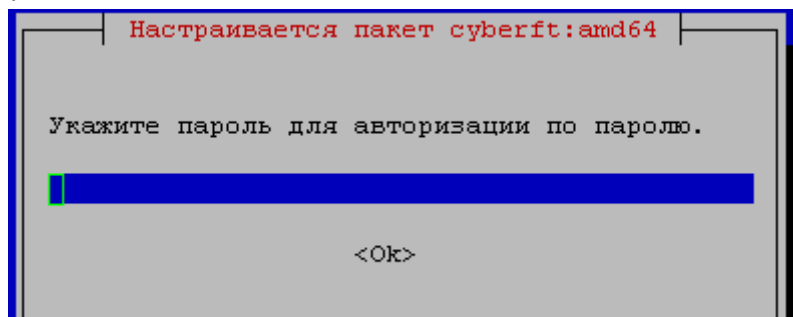 Настраивается пакет cyberft:amd64
Укажите пароль для авторизации по паролю.
<Ok>